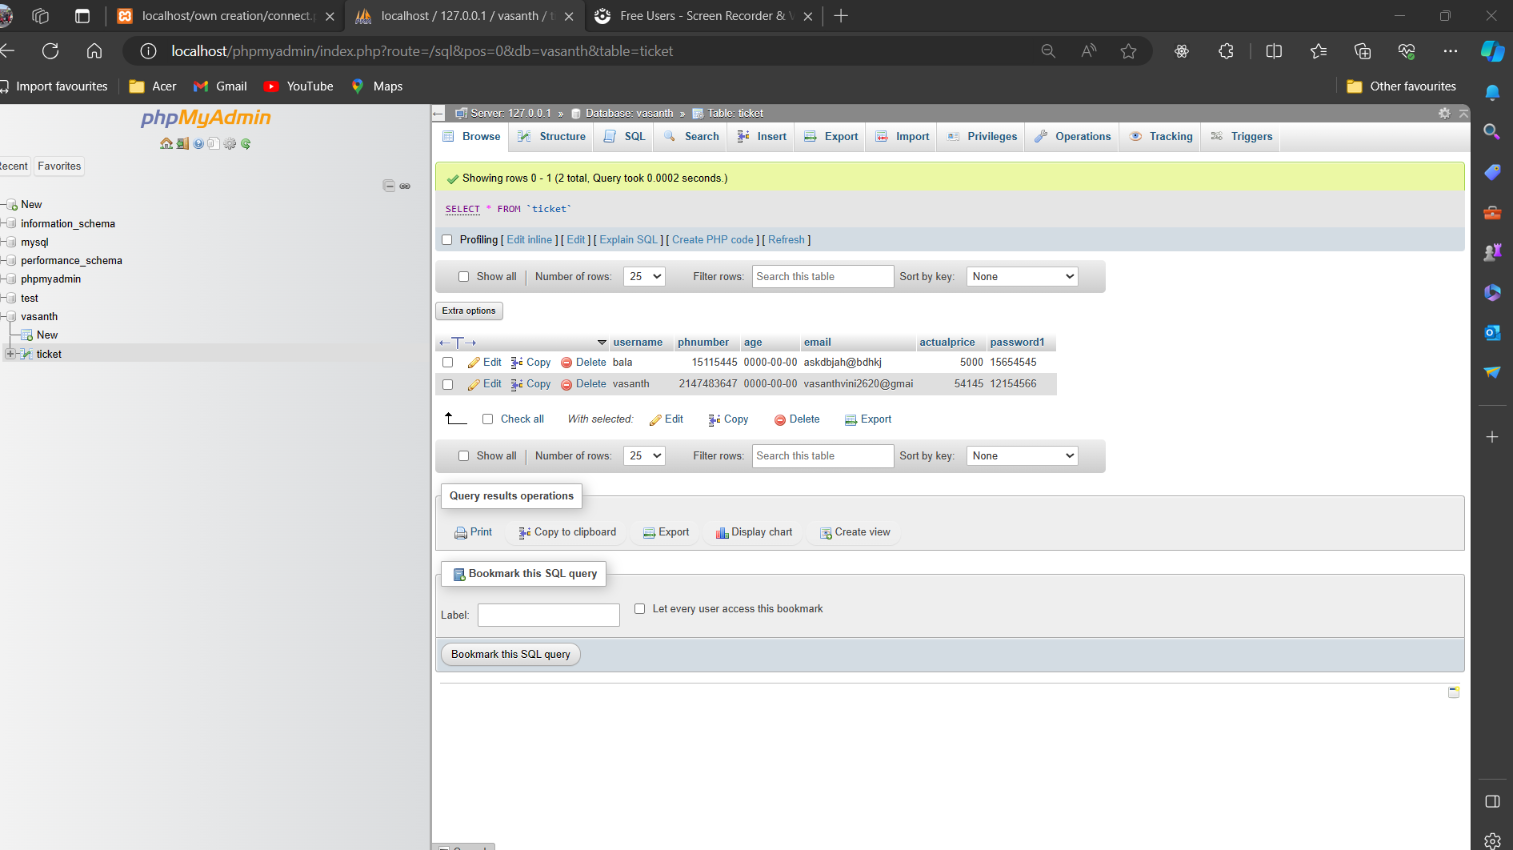 localhost/own creation/connect.
localhost / 127.0.0.1 / vasanth / t
Free Users - Screen Recorder & V
localhost/phpmyadmin/index.php?route=/sql&pos=0&db=vasanth&table=ticket
Import favourites
Acer
Gmail
YouTube
Maps
Other favourites
phpMyAdmin
Favorites
New
information_schema
mysql
performance_schema
phpmyadmin
test
vasanth
New
ticket
Server: 127.0.0.1 » Database: vasanth » Table: ticket
Browse Structure SQL Search Insert Export Import Privileges Operations Tracking Triggers
Showing rows 0 - 1 (2 total, Query took 0.0002 seconds.)
SELECT * FROM `ticket`
Profiling [ Edit inline ] [ Edit ] [ Explain SQL ] [ Create PHP code ] [ Refresh ]
Show all Number of rows: 25 Filter rows: Search this table Sort by key: None
Extra options
←T→ username phnumber age email actualprice password1
Edit Copy Delete bala 15115445 0000-00-00 askdbjah@bdhkj 5000 15654545
Edit Copy Delete vasanth 2147483647 0000-00-00 vasanthvini2620@gmai 54145 12154566
Check all With selected: Edit Copy Delete Export
Show all Number of rows: 25 Filter rows: Search this table Sort by key: None
Query results operations
Print Copy to clipboard Export Display chart Create view
Bookmark this SQL query
Label: Let every user access this bookmark
Bookmark this SQL query